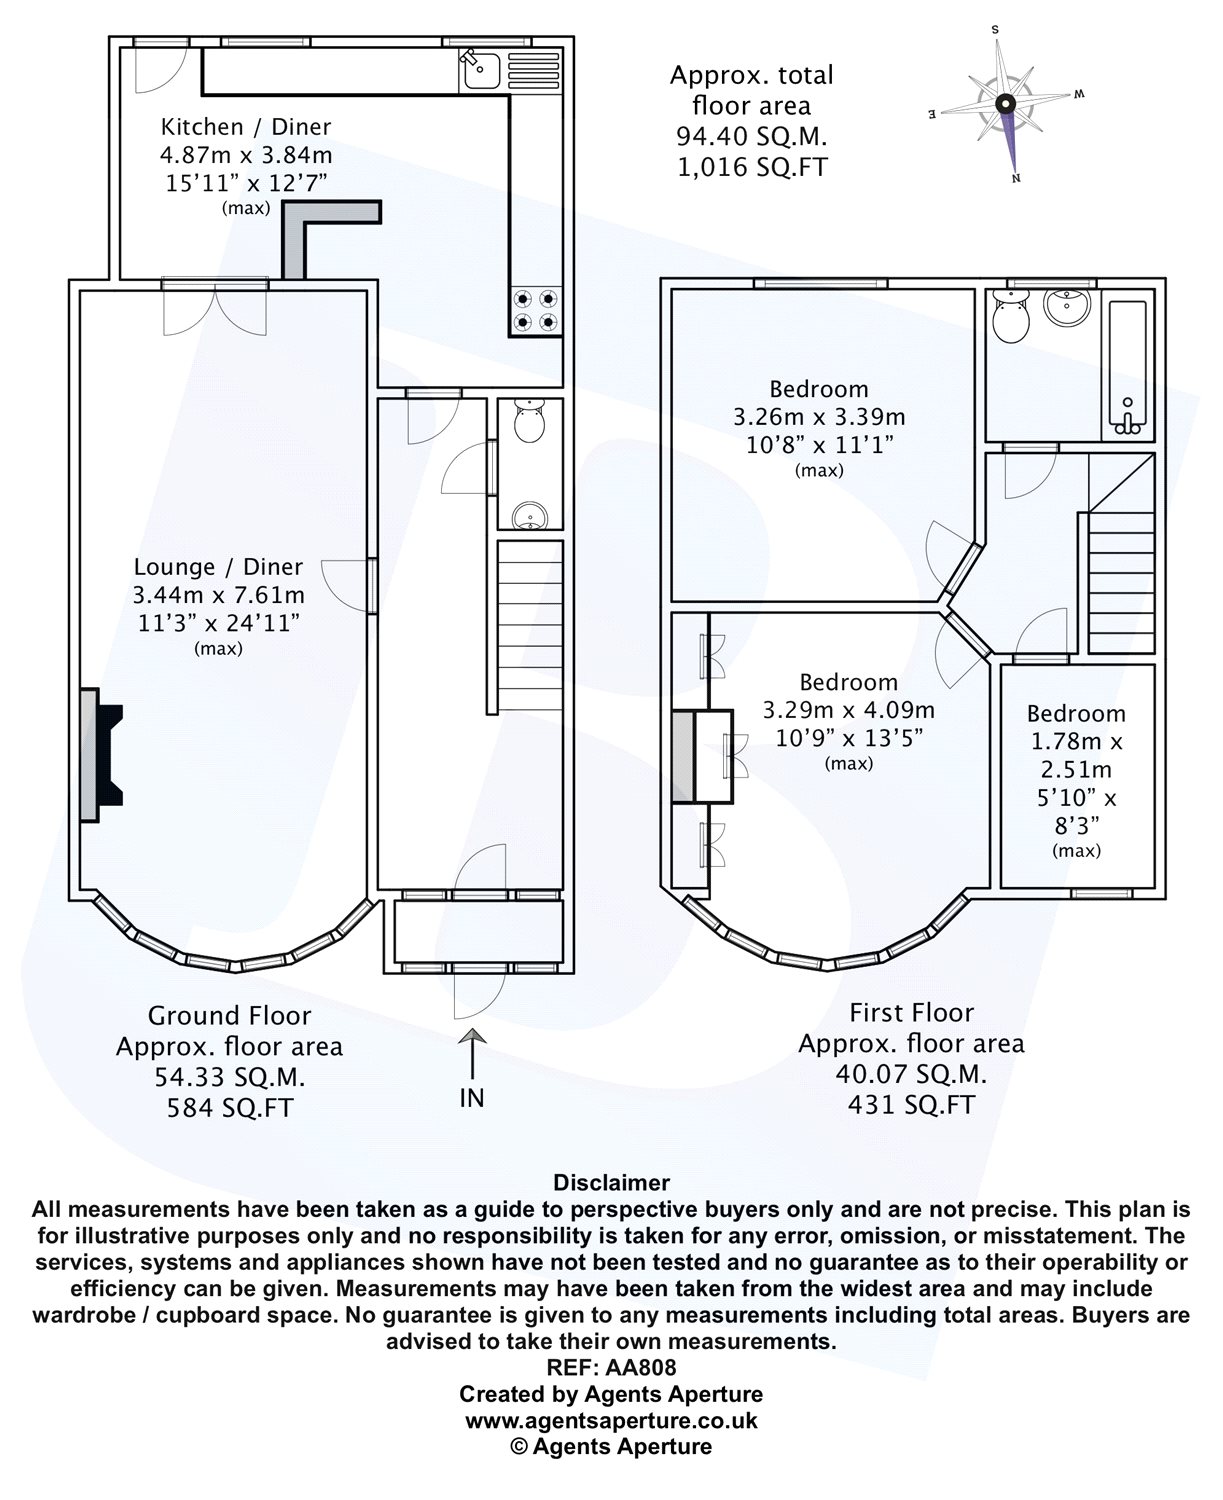 Approx. total
floor area
94.40 SQ.M.
1,016 SQ.FT
S
W
E
N
Kitchen / Diner
4.87m x 3.84m
15’11” x 12’7”
(max)
Lounge / Diner
3.44m x 7.61m
11’3” x 24’11”
(max)
Bedroom
3.26m x 3.39m
10’8” x 11’1”
(max)
Bedroom
3.29m x 4.09m
10’9” x 13’5”
(max)
Bedroom
1.78m x
2.51m
5’10” x
8’3”
(max)
Ground Floor
Approx. floor area
54.33 SQ.M.
584 SQ.FT
IN
First Floor
Approx. floor area
40.07 SQ.M.
431 SQ.FT
Disclaimer
All measurements have been taken as a guide to perspective buyers only and are not precise. This plan is
for illustrative purposes only and no responsibility is taken for any error, omission, or misstatement. The
services, systems and appliances shown have not been tested and no guarantee as to their operability or
efficiency can be given. Measurements may have been taken from the widest area and may include
wardrobe / cupboard space. No guarantee is given to any measurements including total areas. Buyers are
advised to take their own measurements.
REF: AA808
Created by Agents Aperture
www.agentsaperture.co.uk
© Agents Aperture